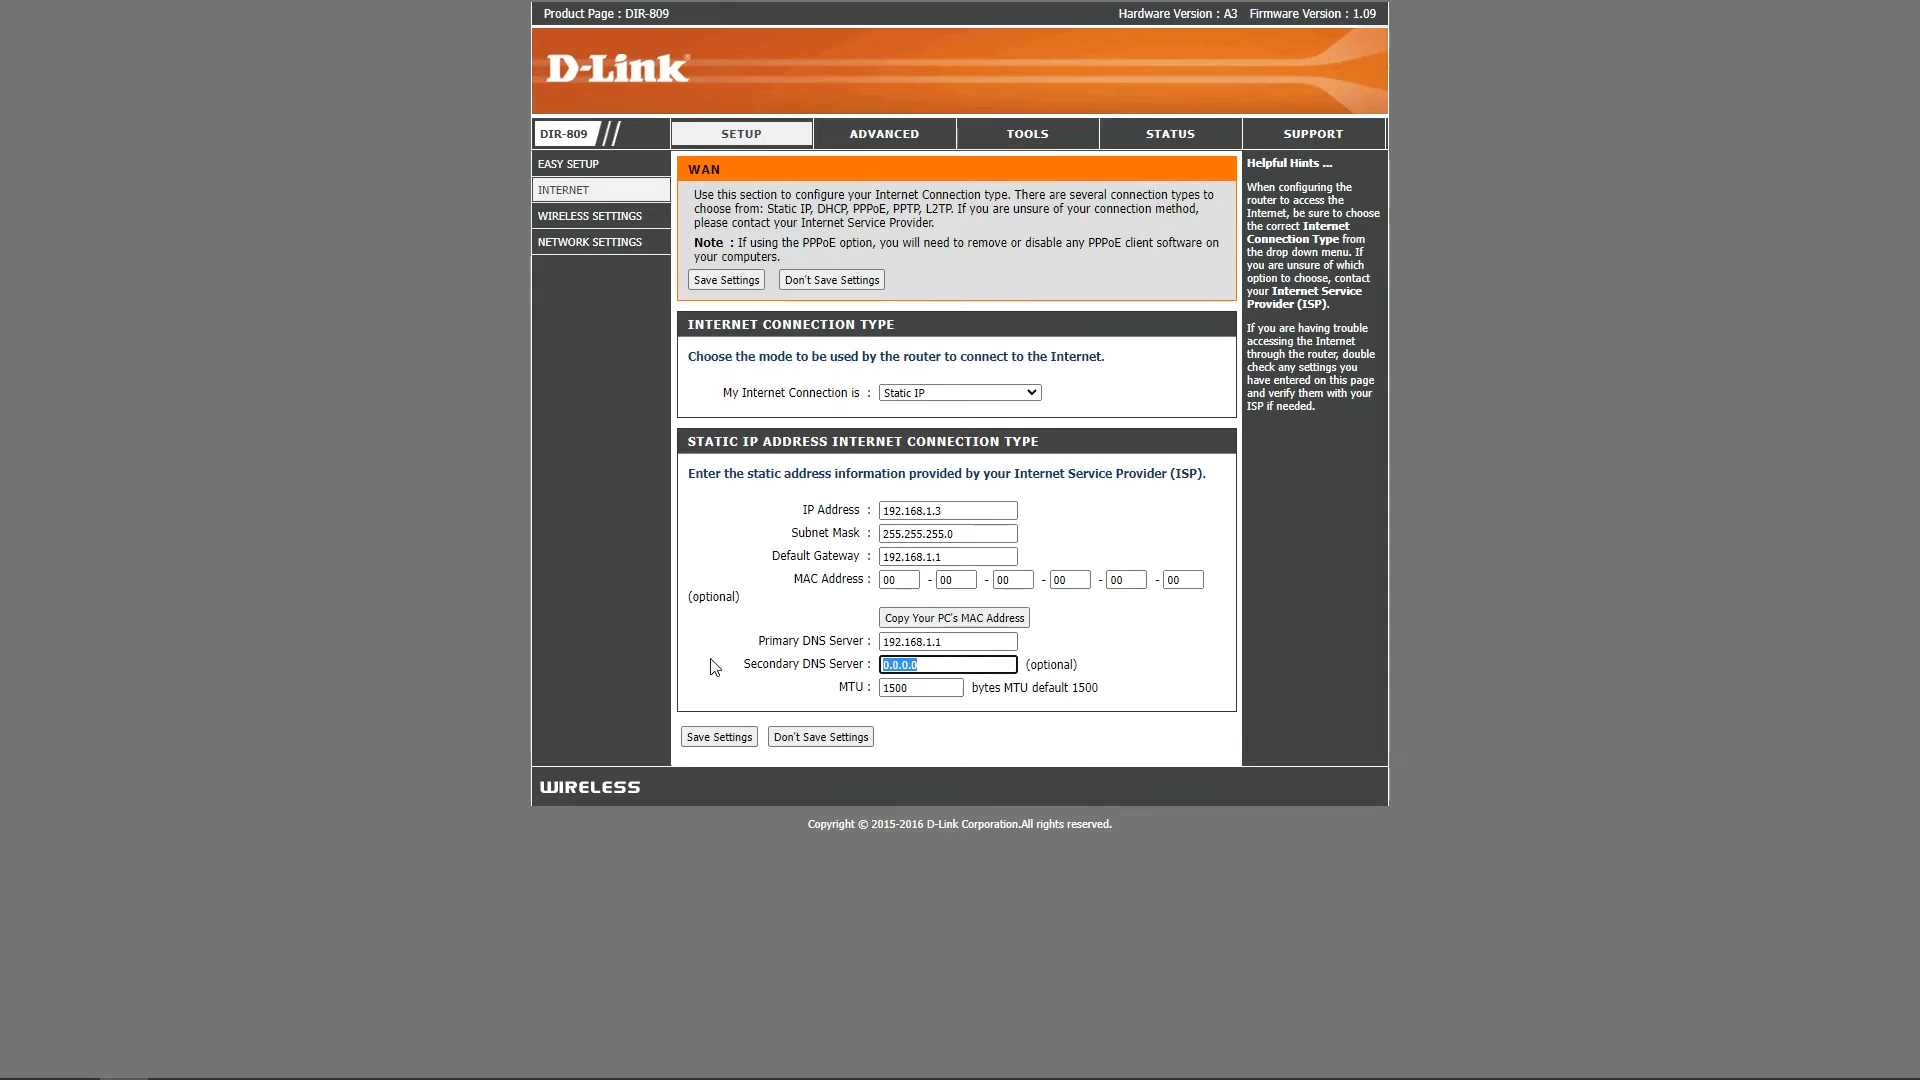 Product Page : DIR-809
Hardware Version : A3 Firmware Version : 1.09
D-Link
DIR-809
SETUP
ADVANCED
TOOLS
STATUS
SUPPORT
EASY SETUP
INTERNET
WIRELESS SETTINGS
NETWORK SETTINGS
WAN
Use this section to configure your Internet Connection type. There are several connection types to
choose from: Static IP, DHCP, PPPoE, PPTP, L2TP. If you are unsure of your connection method,
please contact your Internet Service Provider.
Note : If using the PPPoE option, you will need to remove or disable any PPPoE client software on
your computers.
Save Settings Don't Save Settings
INTERNET CONNECTION TYPE
Choose the mode to be used by the router to connect to the Internet.
My Internet Connection is : Static IP
STATIC IP ADDRESS INTERNET CONNECTION TYPE
Enter the static address information provided by your Internet Service Provider (ISP).
IP Address : 192.168.1.3
Subnet Mask : 255.255.255.0
Default Gateway : 192.168.1.1
MAC Address : 00 - 00 - 00 - 00 - 00 - 00
(optional)
Copy Your PC's MAC Address
Primary DNS Server : 192.168.1.1
Secondary DNS Server : 0.0.0.0 (optional)
MTU : 1500 bytes MTU default 1500
Save Settings Don't Save Settings
Helpful Hints ...
When configuring the
router to access the
Internet, be sure to choose
the correct Internet
Connection Type from
the drop down menu. If
you are unsure of which
option to choose, contact
your Internet Service
Provider (ISP).
If you are having trouble
accessing the Internet
through the router, double
check any settings you
have entered on this page
and verify them with your
ISP if needed.
WIRELESS
Copyright © 2015-2016 D-Link Corporation.All rights reserved.